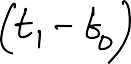 (t₁ - t₀)